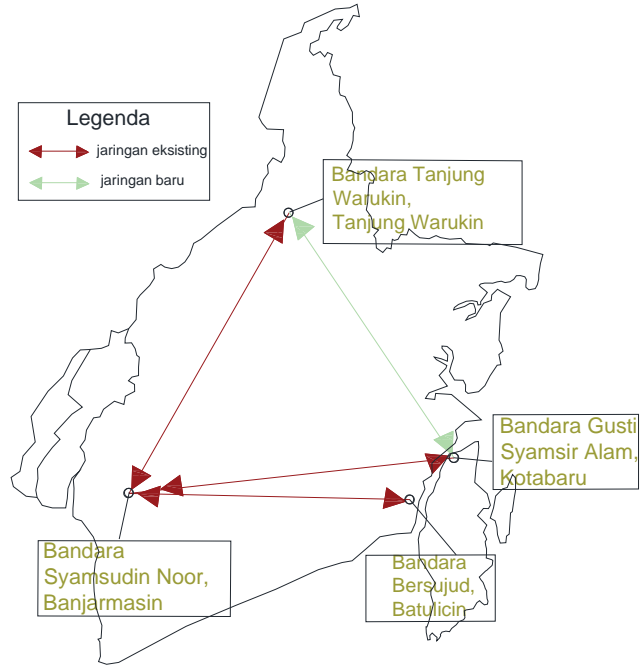 Legenda
jaringan eksisting
jaringan baru
Bandara Tanjung
Warukin,
Tanjung Warukin
Bandara Gusti
Syamsir Alam,
Kotabaru
Bandara
Syamsudin Noor,
Banjarmasin
Bandara
Bersujud,
Batulicin